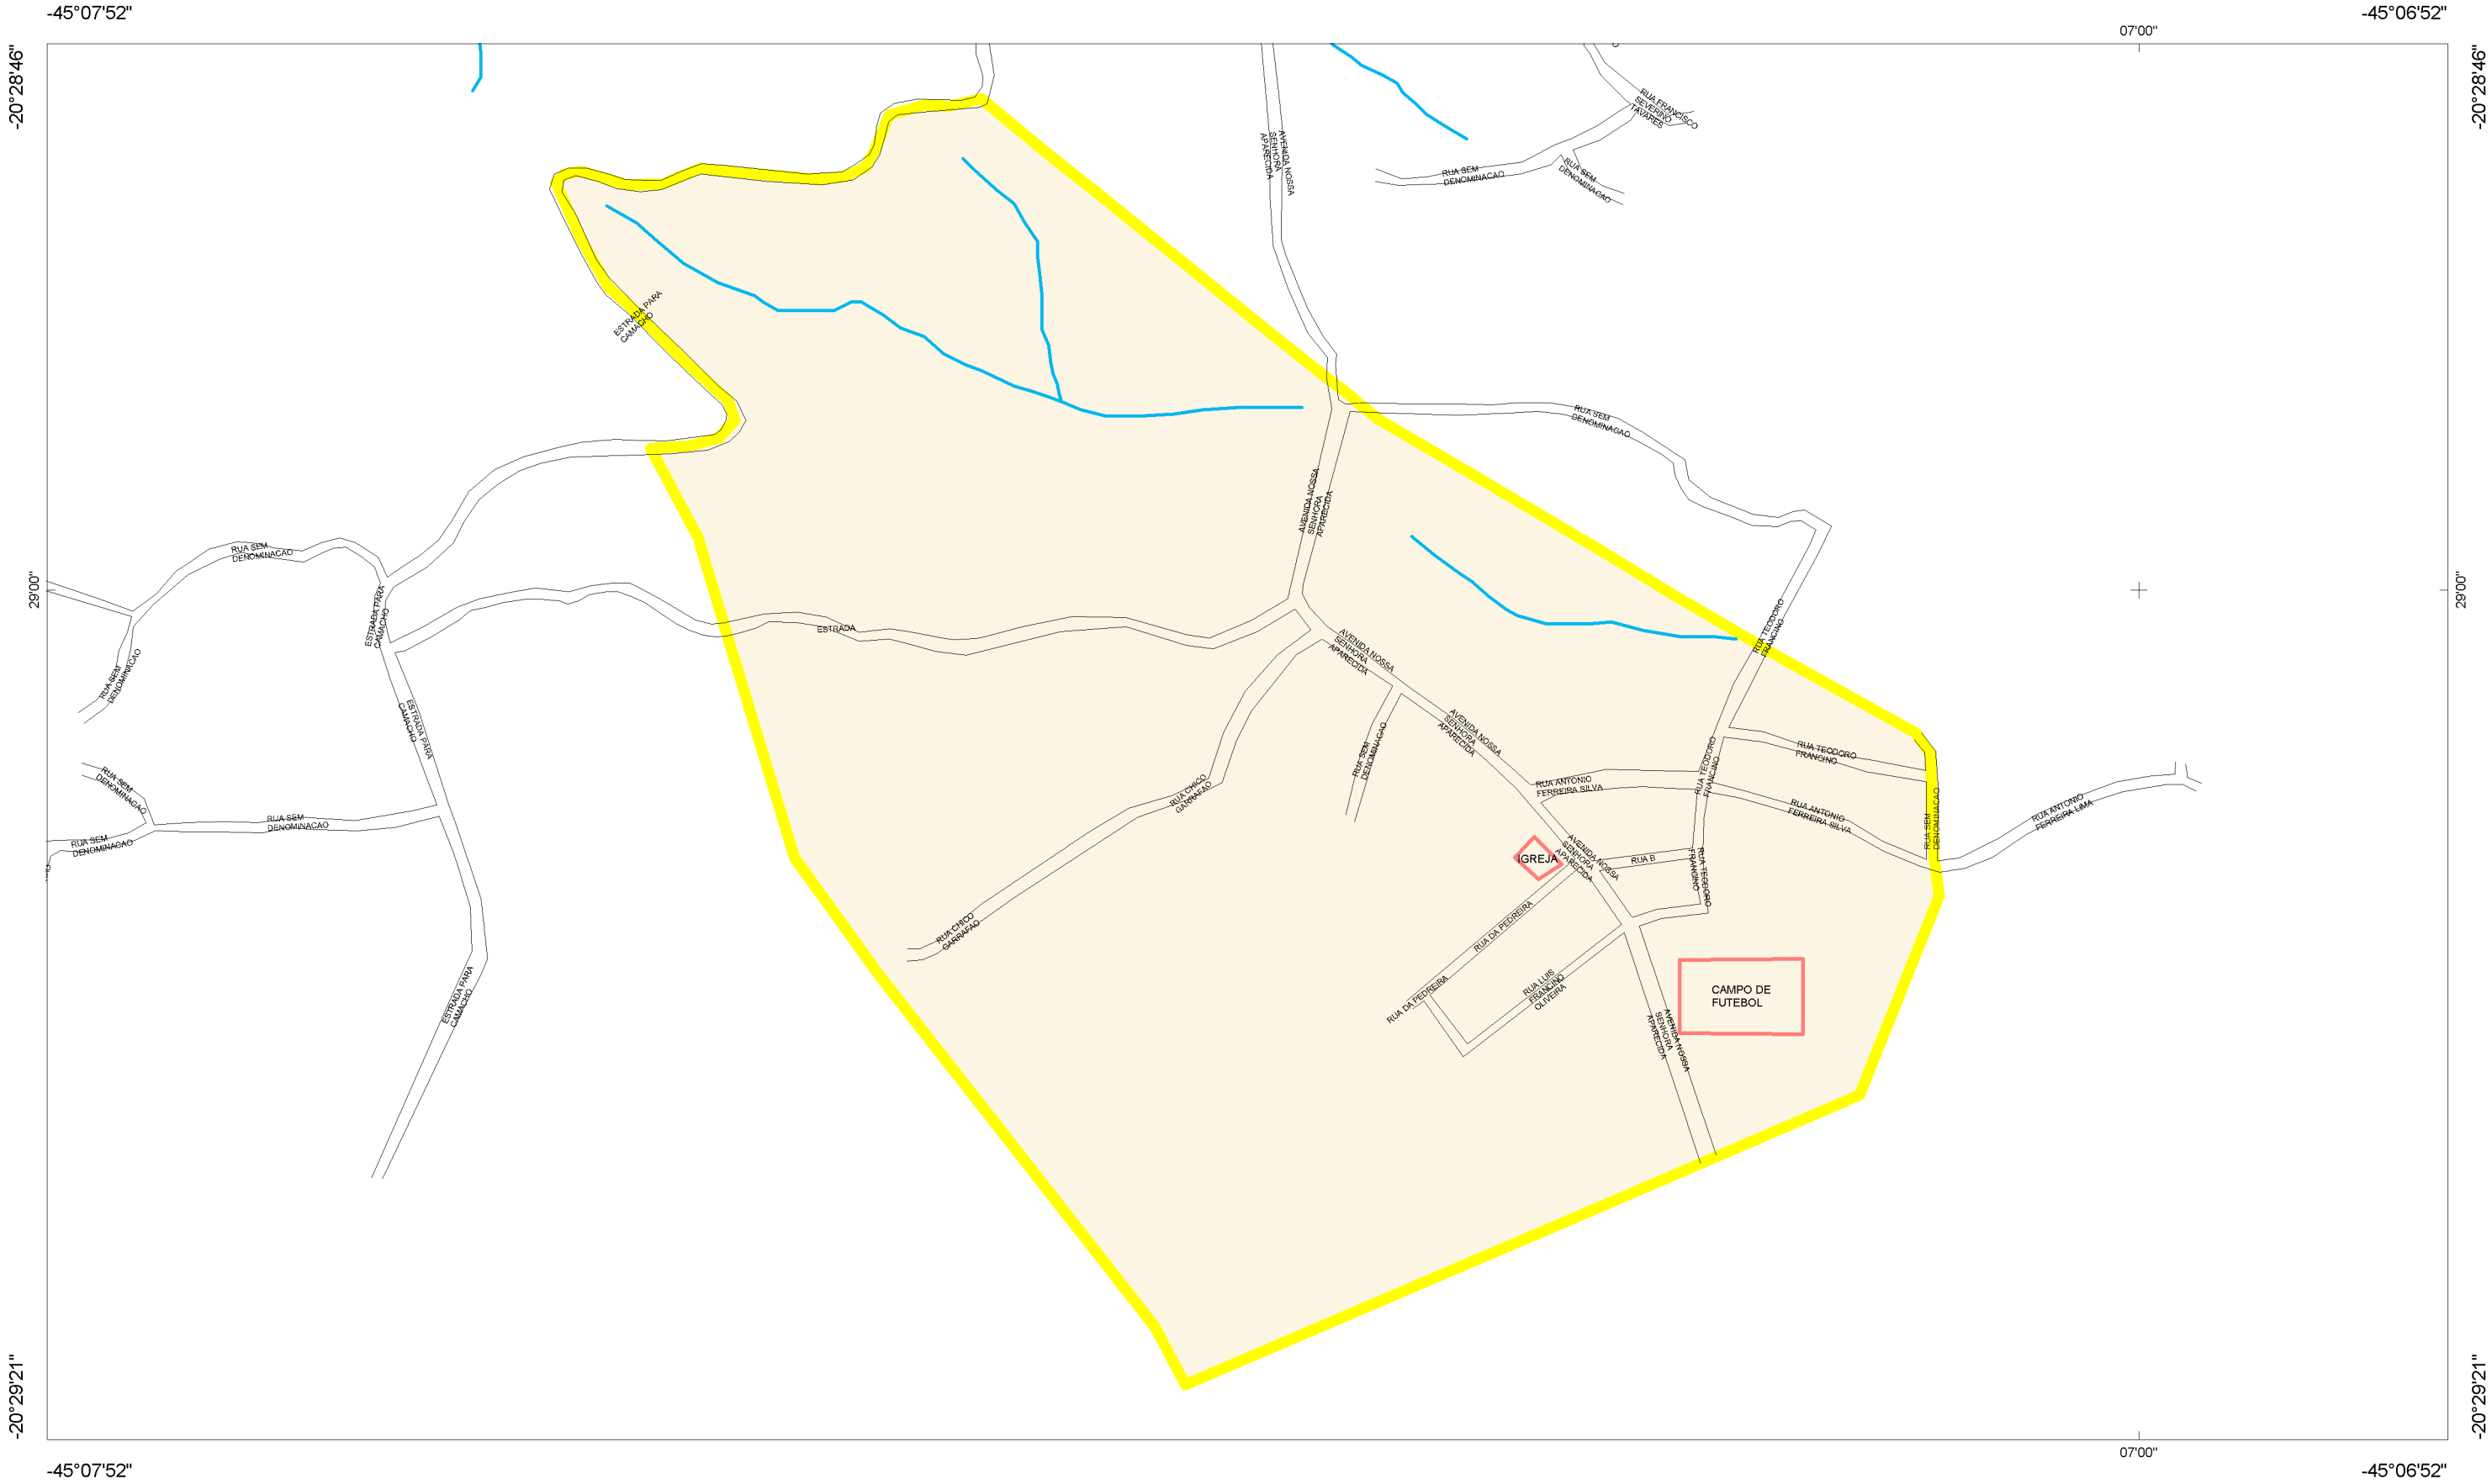 -45°07'52"
-45°06'52"
07'00"
-20°28'46"
-20°28'46"
RUA FRANCISCO
SEVERINO
TAVARES
AVENIDA NOSSA
SENHORA
APARECIDA
RUA SEM
DENOMINACAO
RUA SEM
DENOMINACAO
ESTRADA PARA
CAMACHO
RUA SEM
DENOMINACAO
AVENIDA NOSSA
SENHORA
APARECIDA
RUA SEM
DENOMINACAO
29'00"
29'00"
ESTRADA PARA
CAMACHO
ESTRADA
RUA TEODORO
FRANCINO
AVENIDA NOSSA
SENHORA
APARECIDA
RUA SEM
DENOMINACAO
ESTRADA PARA
CAMACHO
AVENIDA NOSSA
SENHORA
APARECIDA
RUA SEM
DENOMINACAO
RUA TEODORO
FRANCINO
RUA TEODORO
FRANCINO
RUA SEM
DENOMINACAO
RUA CHICO
GARRAFAO
RUA ANTONIO
FERREIRA SILVA
RUA ANTONIO
FERREIRA SILVA
RUA SEM
DENOMINACAO
RUA ANTONIO
FERREIRA LIMA
RUA SEM
DENOMINACAO
RUA SEM
DENOMINACAO
IGREJA
AVENIDA NOSSA
SENHORA
APARECIDA
RUA B
RUA TEODORO
FRANCINO
RUA CHICO
GARRAFAO
RUA DA PEDREIRA
RUA DA PEDREIRA
RUA LUIS
FRANCINO
OLIVEIRA
ESTRADA PARA
CAMACHO
CAMPO DE
FUTEBOL
AVENIDA NOSSA
SENHORA
APARECIDA
-20°29'21"
-20°29'21"
07'00"
-45°07'52"
-45°06'52"